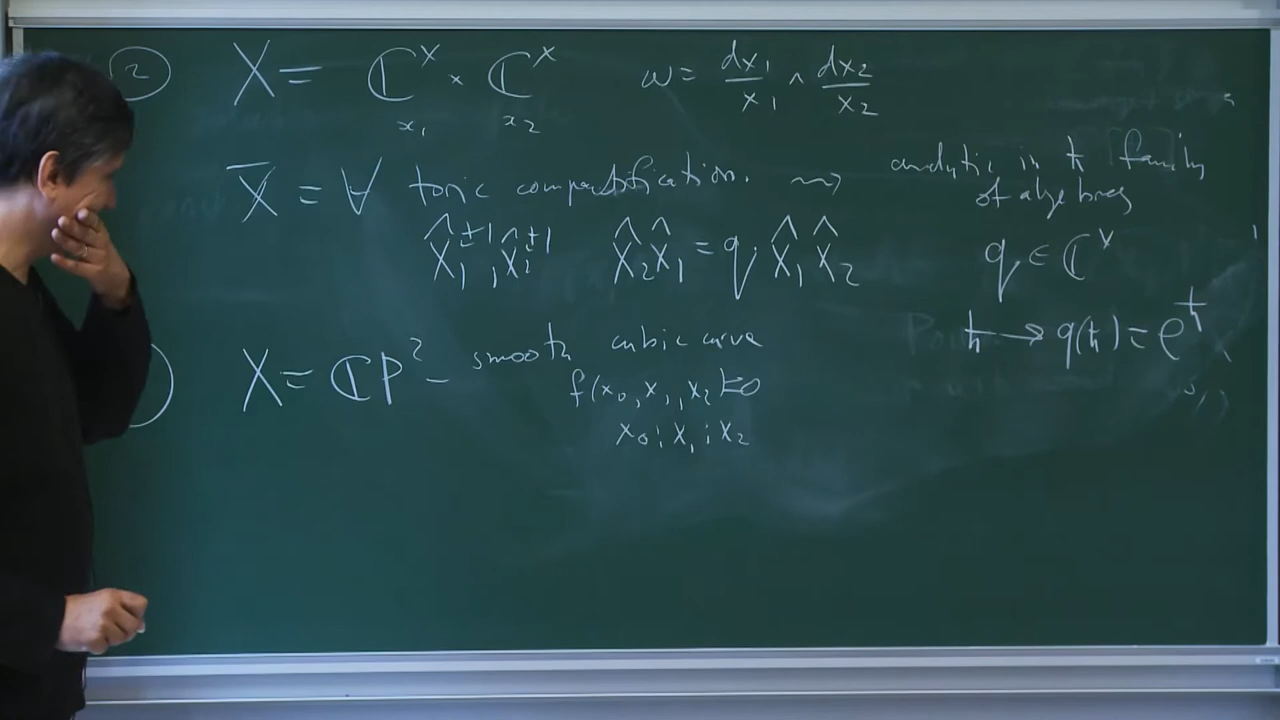 ② X = ℂ^× × ℂ^× ω = dx₁/x₁ ∧ dx₂/x₂
x₁ x₂
X̄ = ∀ toric compactification. ⇝ analytic in ħ family
of algebras
X̂₁^{±1}, X̂₂^{±1} X̂₂X̂₁ = q X̂₁X̂₂ q ∈ ℂ^×
ħ → q(ħ) = e^ħ
X = ℂP² − smooth cubic curve
f(x₀, x₁, x₂) = 0
x₀ : x₁ : x₂